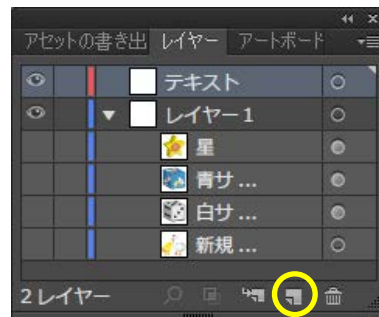 アセットの書き出 レイヤー アートボード
テキスト
レイヤー1
星
青サ ...
白サ ...
新規 ...
2 レイヤー